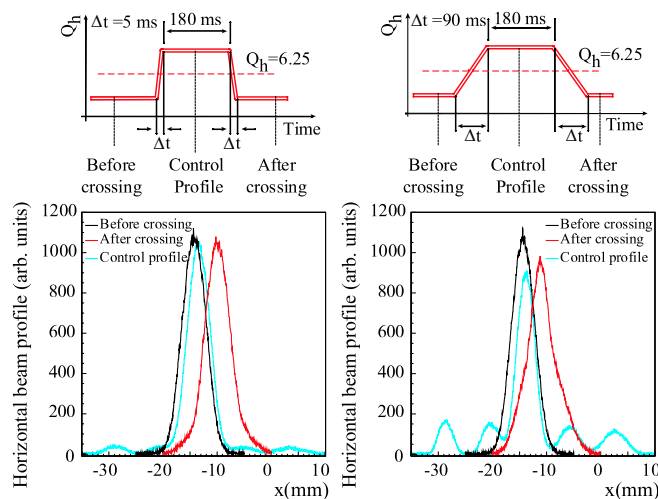 Q_h
Δt =5 ms
180 ms
Q_h=6.25
Time
Δt
Δt
Before crossing
Control Profile
After crossing
Q_h
Δt =90 ms
180 ms
Q_h=6.25
Time
Δt
Δt
Before crossing
Control Profile
After crossing
Horizontal beam profile (arb. units)
1200
1000
800
600
400
200
0
Before crossing
After crossing
Control profile
-30 -20 -10 0 10
x(mm)
Horizontal beam profile (arb. units)
1200
1000
800
600
400
200
0
Before crossing
After crossing
Control profile
-30 -20 -10 0 10
x(mm)